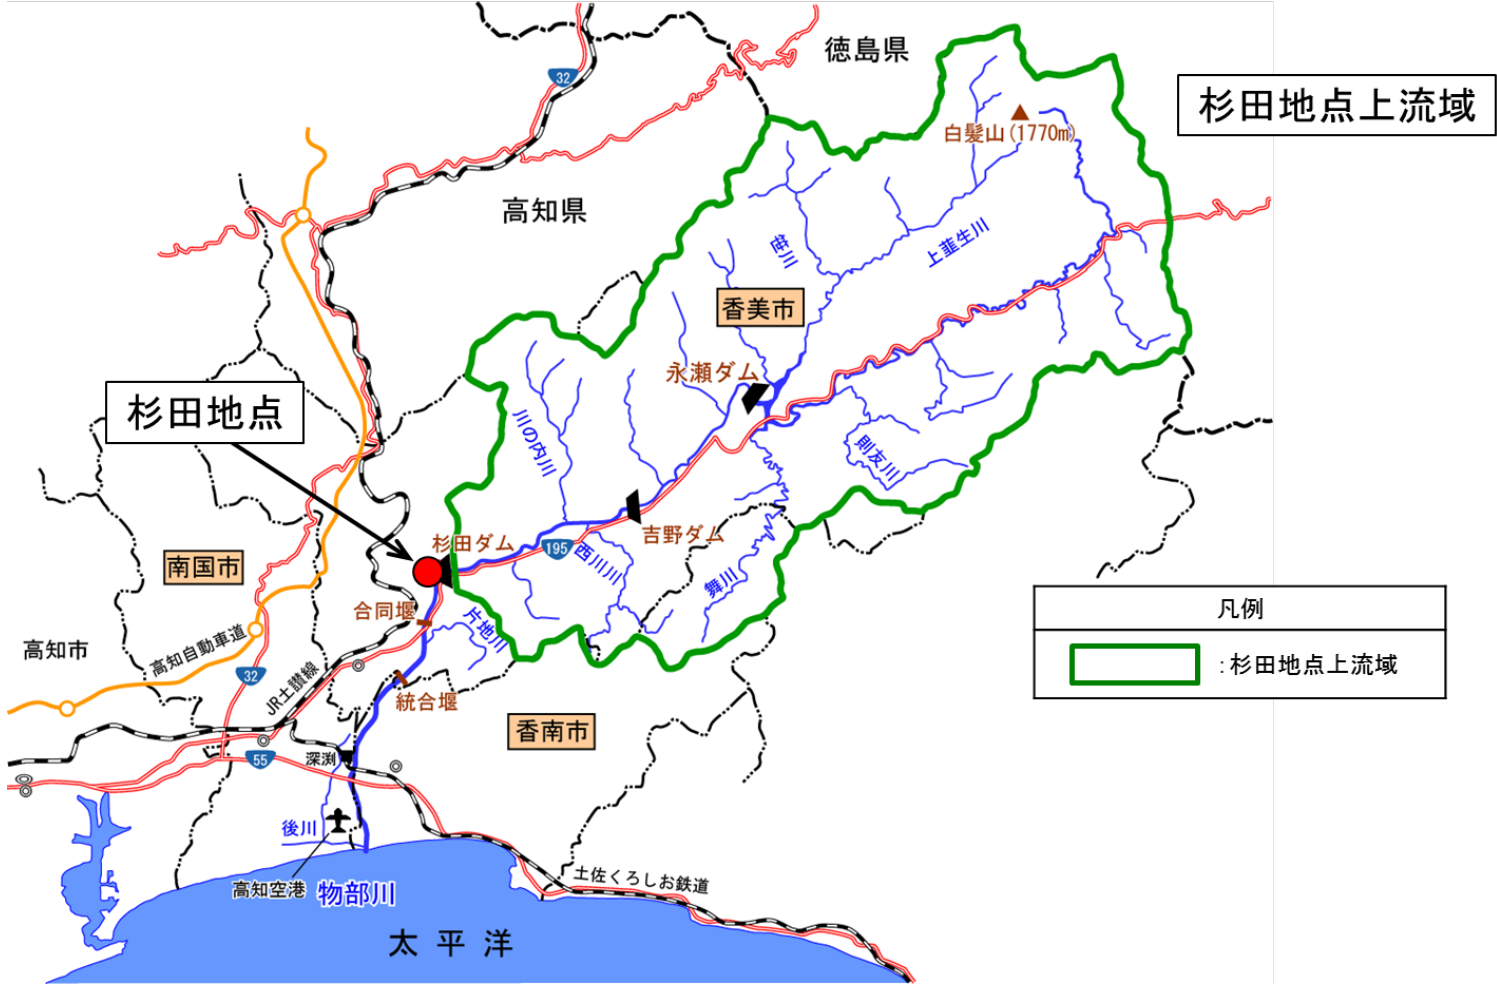 徳島県
杉田地点上流域
32
白髪山(1770m)
高知県
笹川
上韮生川
香美市
永瀬ダム
杉田地点
川の内川
則友川
杉田ダム
195
吉野ダム
西川川
舞川
南国市
合同堰
片地川
凡例
:杉田地点上流域
高知市
高知自動車道
32
JR土讃線
統合堰
香南市
55
深渕
後川
高知空港
物部川
土佐くろしお鉄道
太平洋